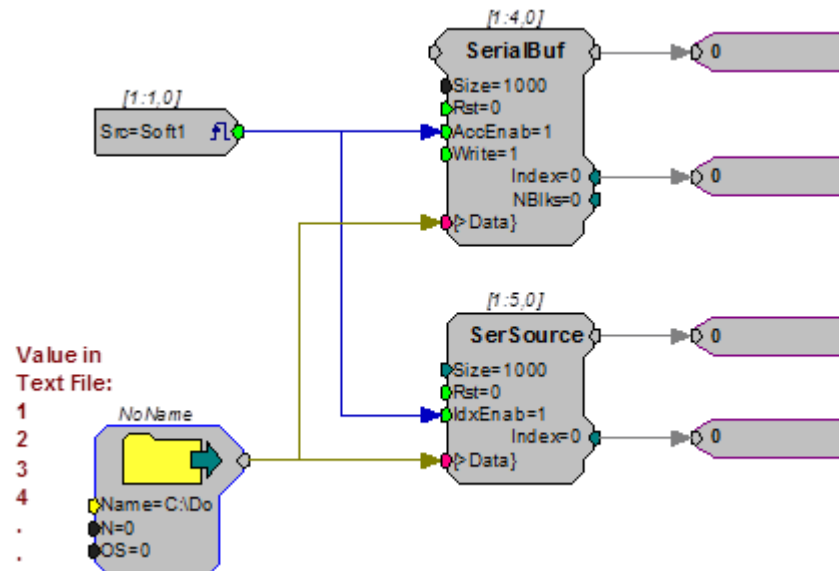 [1:4,0]
SerialBuf
0
Size=1000
Rst=0
AccEnab=1
Write=1
Index=0
0
NBlks=0
{>Data}
[1:1,0]
Src=Soft1
[1:5,0]
SerSource
0
Size=1000
Rst=0
IdxEnab=1
Index=0
0
{>Data}
Value in
Text File:
1
2
3
4
.
.
NoName
Name=C:\Do
N=0
OS=0